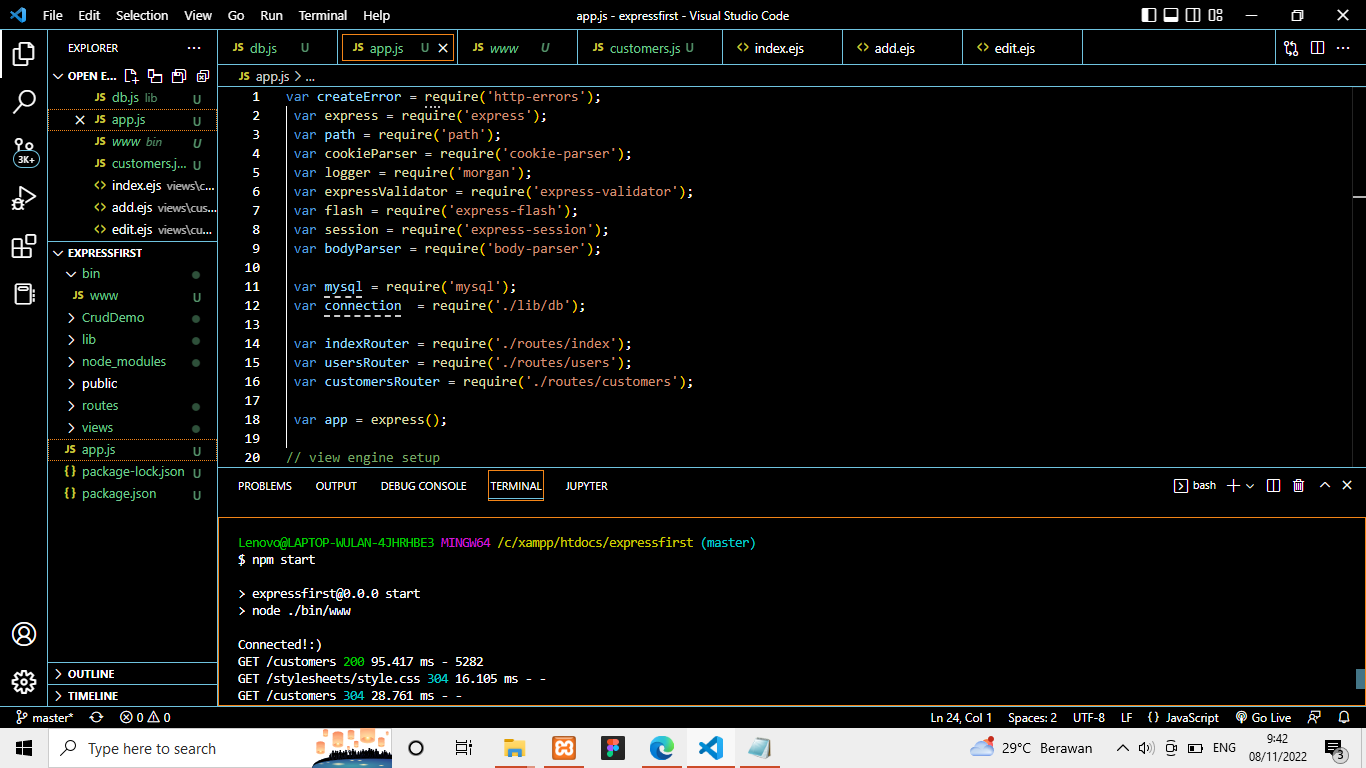 File Edit Selection View Go Run Terminal Help app.js - expressfirst - Visual Studio Code
EXPLORER ...
JS db.js U
JS app.js U
JS www U
JS customers.js U
<> index.ejs
<> add.ejs
<> edit.ejs
OPEN E...
JS db.js lib U
JS app.js U
JS www bin U
JS customers.j... U
<> index.ejs views\c...
<> add.ejs views\cus...
<> edit.ejs views\cu...
3K+
EXPRESSFIRST
bin
JS www U
CrudDemo
lib
node_modules
public
routes
views
JS app.js U
{} package-lock.json U
{} package.json U
OUTLINE
TIMELINE
JS app.js > ...
1 var createError = require('http-errors');
2 var express = require('express');
3 var path = require('path');
4 var cookieParser = require('cookie-parser');
5 var logger = require('morgan');
6 var expressValidator = require('express-validator');
7 var flash = require('express-flash');
8 var session = require('express-session');
9 var bodyParser = require('body-parser');
10
11 var mysql = require('mysql');
12 var connection  = require('./lib/db');
13
14 var indexRouter = require('./routes/index');
15 var usersRouter = require('./routes/users');
16 var customersRouter = require('./routes/customers');
17
18 var app = express();
19
20 // view engine setup
PROBLEMS OUTPUT DEBUG CONSOLE TERMINAL JUPYTER bash
Lenovo@LAPTOP-WULAN-4JHRHBE3 MINGW64 /c/xampp/htdocs/expressfirst (master)
$ npm start
> expressfirst@0.0.0 start
> node ./bin/www
Connected!:)
GET /customers 200 95.417 ms - 5282
GET /stylesheets/style.css 304 16.105 ms - -
GET /customers 304 28.761 ms - -
master* 0 0 Ln 24, Col 1 Spaces: 2 UTF-8 LF {} JavaScript Go Live
Type here to search 29°C Berawan ENG 9:42
08/11/2022 3